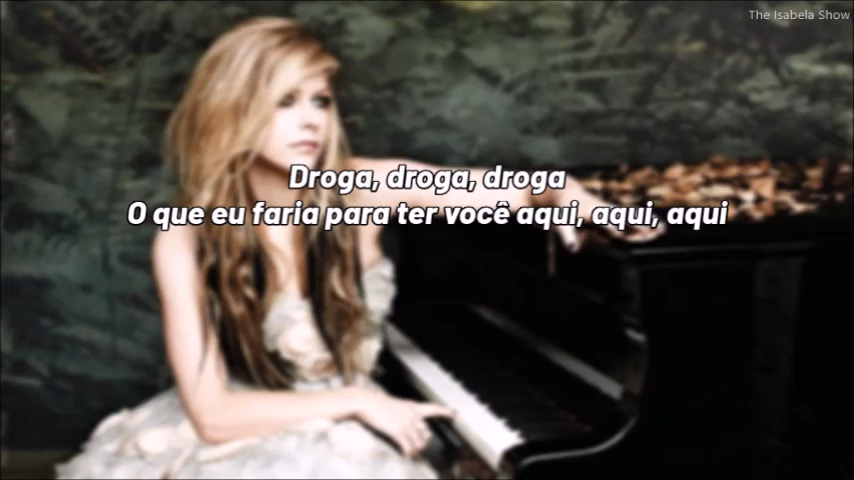 The Isabela Show
Droga, droga, droga
O que eu faria para ter você aqui, aqui, aqui